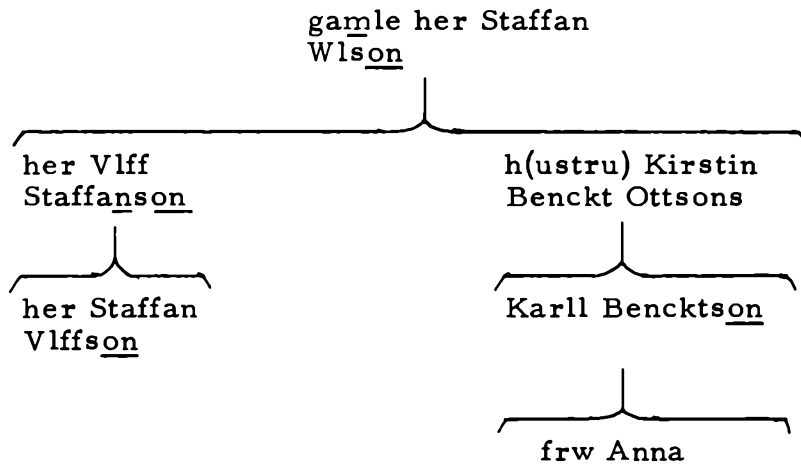 gamle her Staffan
Wlson
her Vlff
Staffanson
h(ustru) Kirstin
Benckt Ottsons
her Staffan
Vlffson
Karll Bencktson
frw Anna